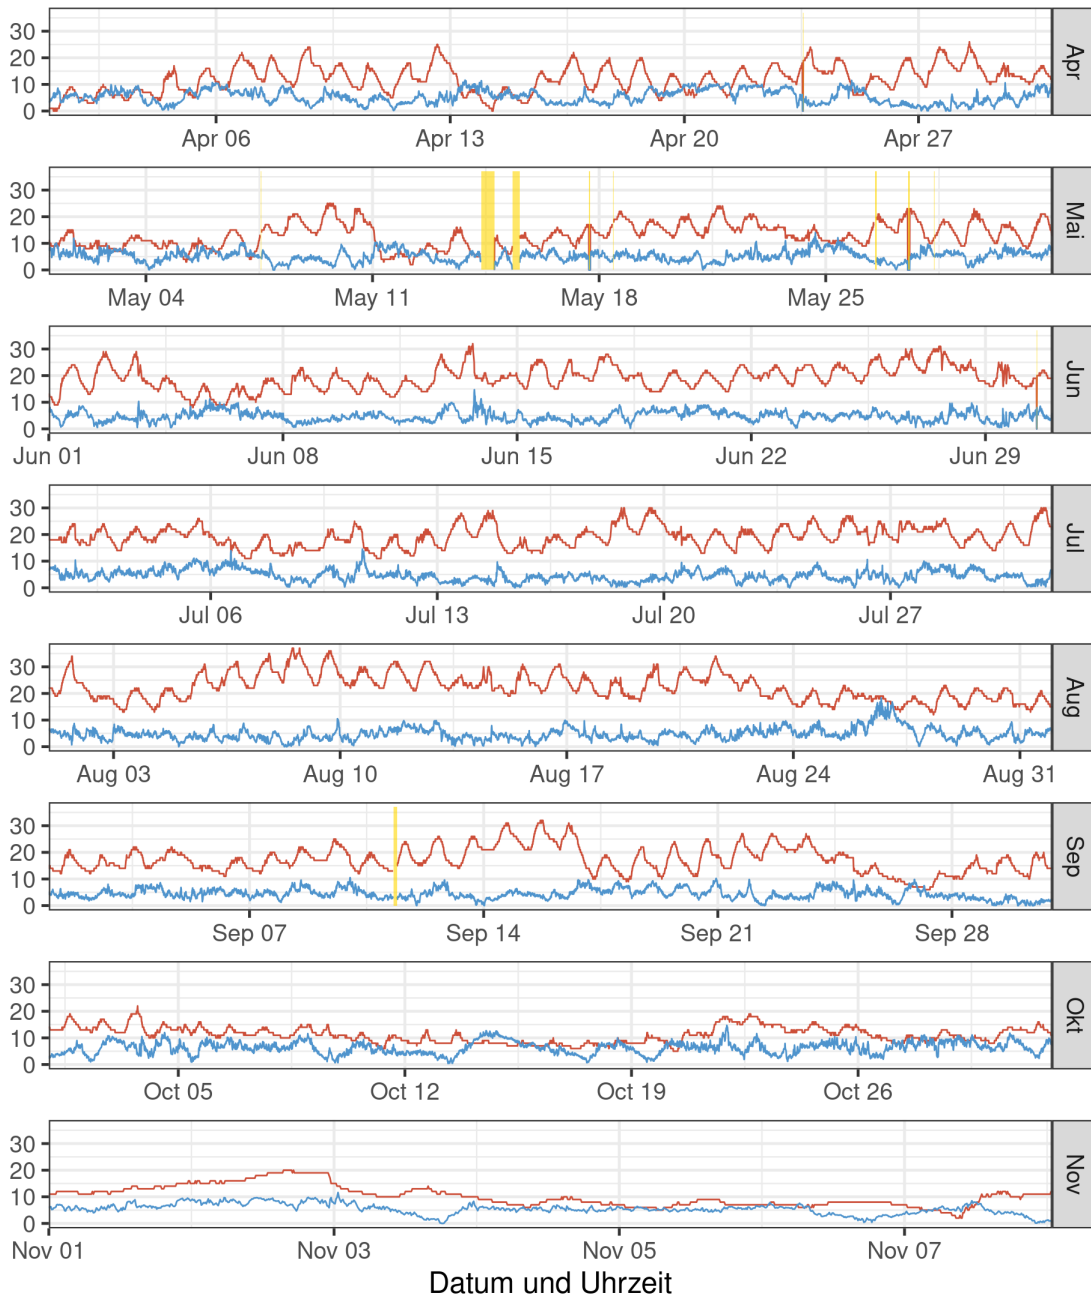 30
20
10
0
Apr
Apr 06 Apr 13 Apr 20 Apr 27
30
20
10
0
Mai
May 04 May 11 May 18 May 25
30
20
10
0
Jun
Jun 01 Jun 08 Jun 15 Jun 22 Jun 29
30
20
10
0
Jul
Jul 06 Jul 13 Jul 20 Jul 27
30
20
10
0
Aug
Aug 03 Aug 10 Aug 17 Aug 24 Aug 31
30
20
10
0
Sep
Sep 07 Sep 14 Sep 21 Sep 28
30
20
10
0
Okt
Oct 05 Oct 12 Oct 19 Oct 26
30
20
10
0
Nov
Nov 01 Nov 03 Nov 05 Nov 07
Datum und Uhrzeit